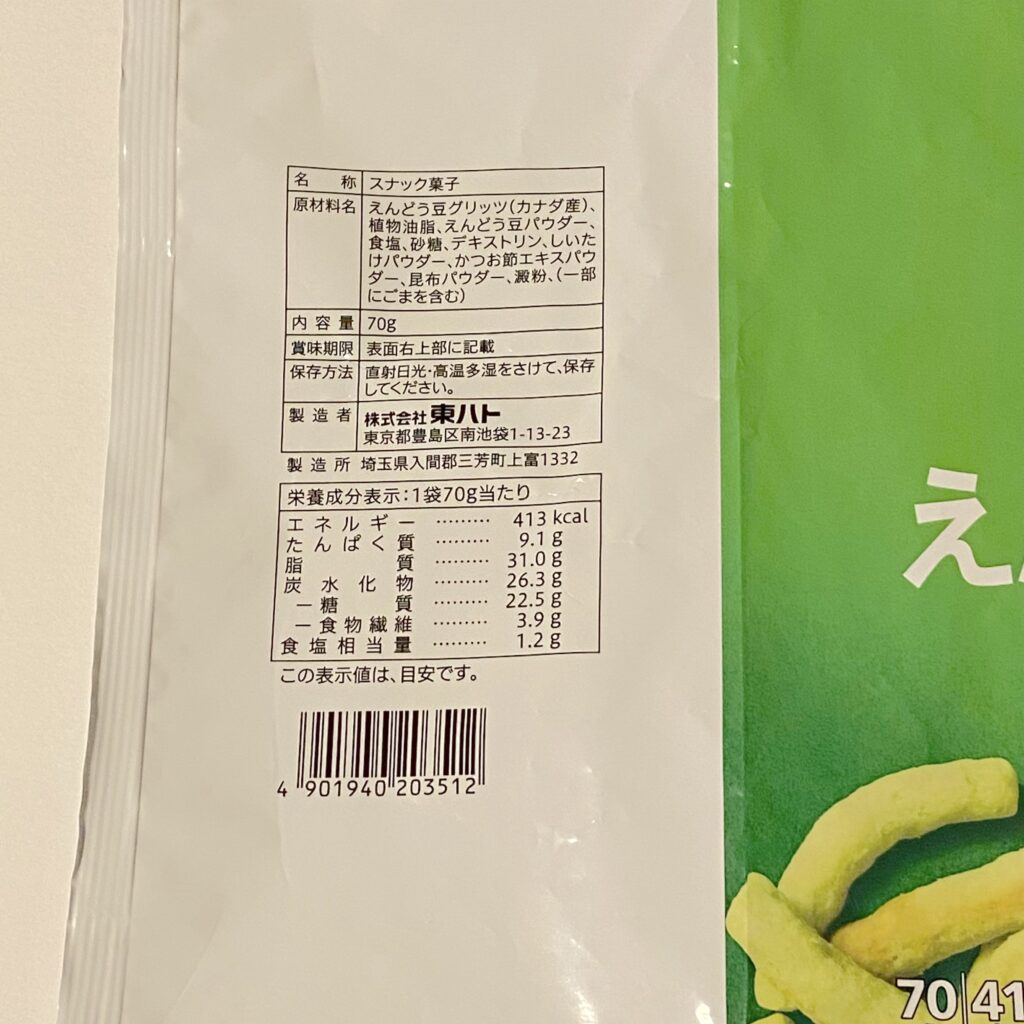 名称 スナック菓子
原材料名 えんどう豆グリッツ(カナダ産)、
植物油脂、えんどう豆パウダー、
食塩、砂糖、デキストリン、しいた
けパウダー、かつお節エキスパウ
ダー、昆布パウダー、澱粉、(一部
にごまを含む)
内容量 70g
賞味期限 表面右上部に記載
保存方法 直射日光・高温多湿をさけて、保存
してください。
製造者 株式会社東ハト
東京都豊島区南池袋1-13-23
製造所 埼玉県入間郡三芳町上富1332
栄養成分表示:1袋70g当たり
エネルギー ……… 413 kcal
たんぱく質 ……… 9.1 g
脂質 ……… 31.0 g
炭水化物 ……… 26.3 g
ー糖質 ……… 22.5 g
ー食物繊維 ……… 3.9 g
食塩相当量 ……… 1.2 g
この表示値は、目安です。
4 901940 203512
え
70|41